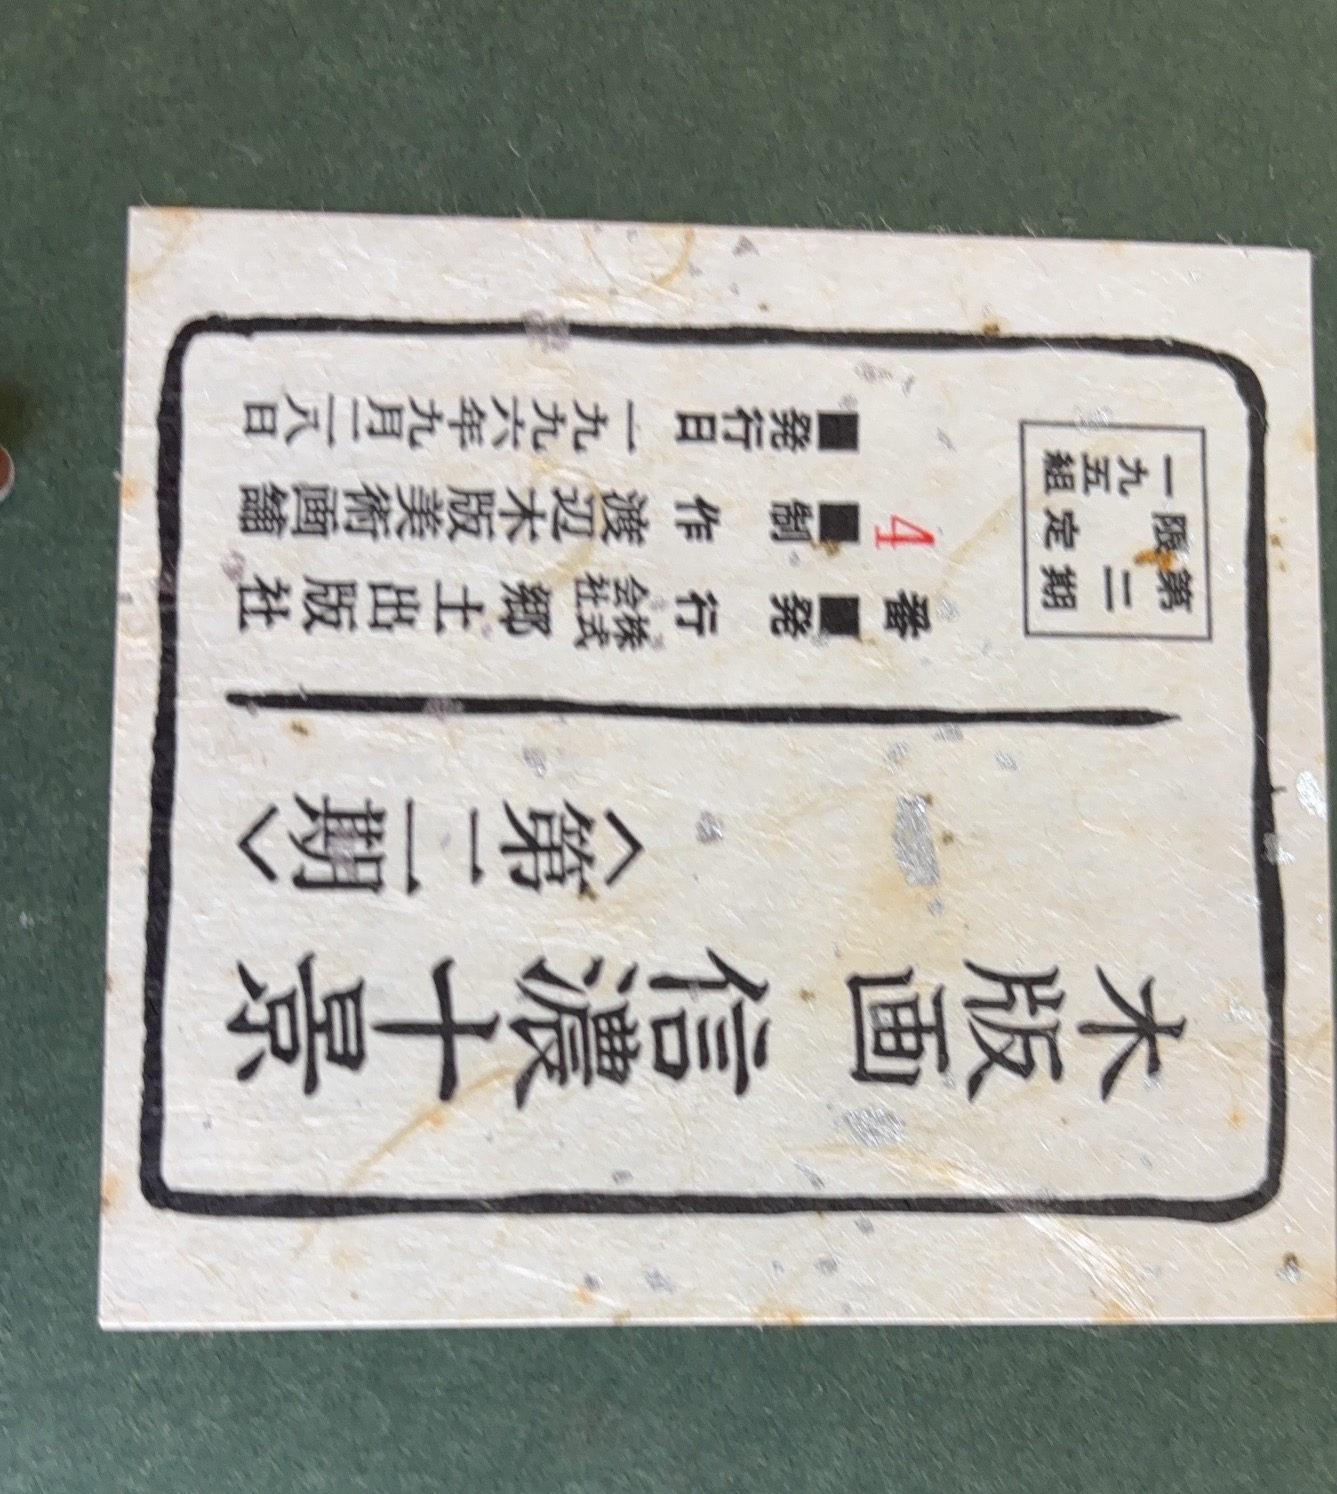 木版画 信濃十景
〈第二期〉
第二期
限定
一九五組
4番
■発行 株式会社 郷土出版社
■制作 渡辺木版美術画舗
■発行日 一九九六年九月二八日